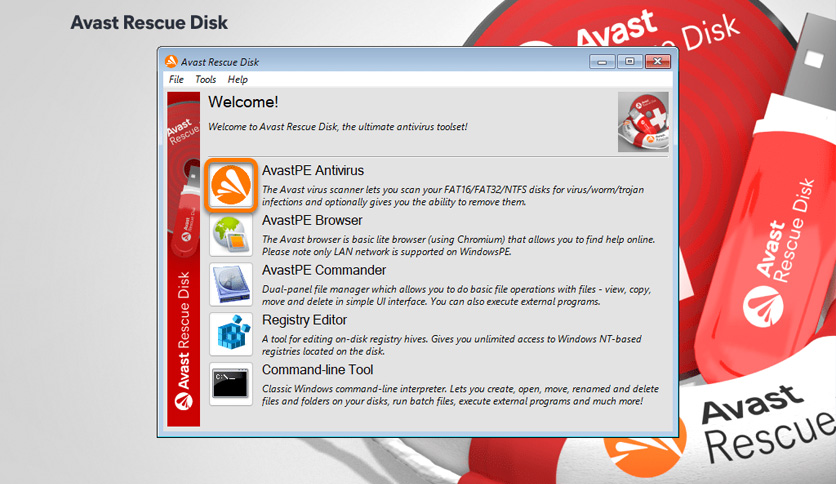 Avast Rescue Disk
Avast
Rescue Disk
Avast Rescue Disk
File Tools Help
Avast
Rescue Disk
Welcome!
Welcome to Avast Rescue Disk, the ultimate antivirus toolset!
AvastPE Antivirus
The Avast virus scanner lets you scan your FAT16/FAT32/NTFS disks for virus/worm/trojan
infections and optionally gives you the ability to remove them.
AvastPE Browser
The Avast browser is basic lite browser (using Chromium) that allows you to find help online.
Please note only LAN network is supported on WindowsPE.
AvastPE Commander
Dual-panel file manager which allows you to do basic file operations with files - view, copy,
move and delete in simple UI interface. You can also execute external programs.
Registry Editor
A tool for editing on-disk registry hives. Gives you unlimited access to Windows NT-based
registries located on the disk.
C:\_
Command-line Tool
Classic Windows command-line interpreter. Lets you create, open, move, renamed and delete
files and folders on your disks, run batch files, execute external programs and much more!
Avast Rescue Disk
Avast
Rescue Disk
Avast
Rescue